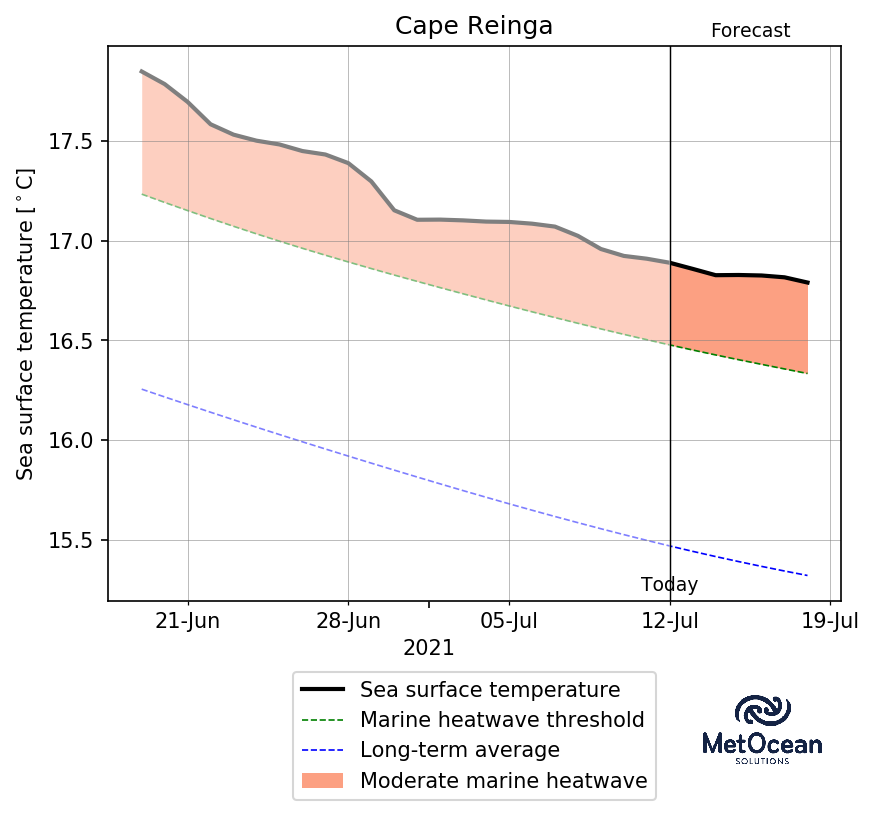 Cape Reinga
Forecast
Sea surface temperature [°C]
17.5
17.0
16.5
16.0
15.5
Today
21-Jun 28-Jun 05-Jul 12-Jul 19-Jul
2021
Sea surface temperature
Marine heatwave threshold
Long-term average
Moderate marine heatwave
MetOcean
SOLUTIONS